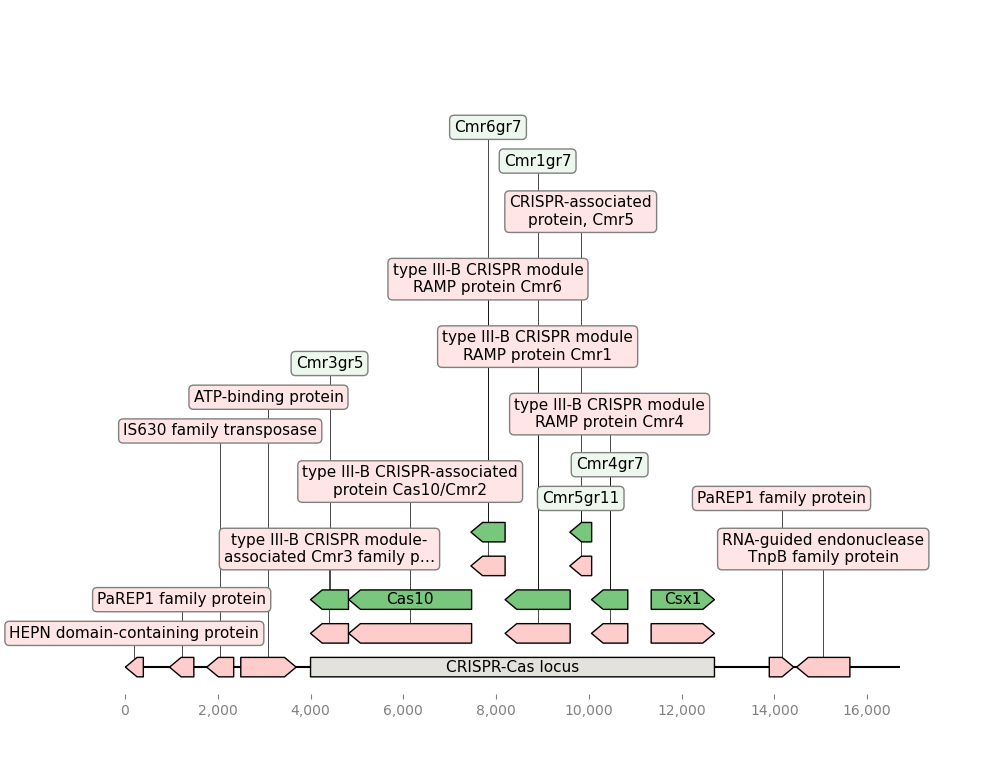 Cmr6gr7
Cmr1gr7
CRISPR-associated
protein, Cmr5
type III-B CRISPR module
RAMP protein Cmr6
type III-B CRISPR module
RAMP protein Cmr1
Cmr3gr5
ATP-binding protein
type III-B CRISPR module
RAMP protein Cmr4
IS630 family transposase
Cmr4gr7
type III-B CRISPR-associated
protein Cas10/Cmr2
Cmr5gr11
PaREP1 family protein
type III-B CRISPR module-
associated Cmr3 family p...
RNA-guided endonuclease
TnpB family protein
PaREP1 family protein
Cas10
Csx1
HEPN domain-containing protein
CRISPR-Cas locus
0 2,000 4,000 6,000 8,000 10,000 12,000 14,000 16,000